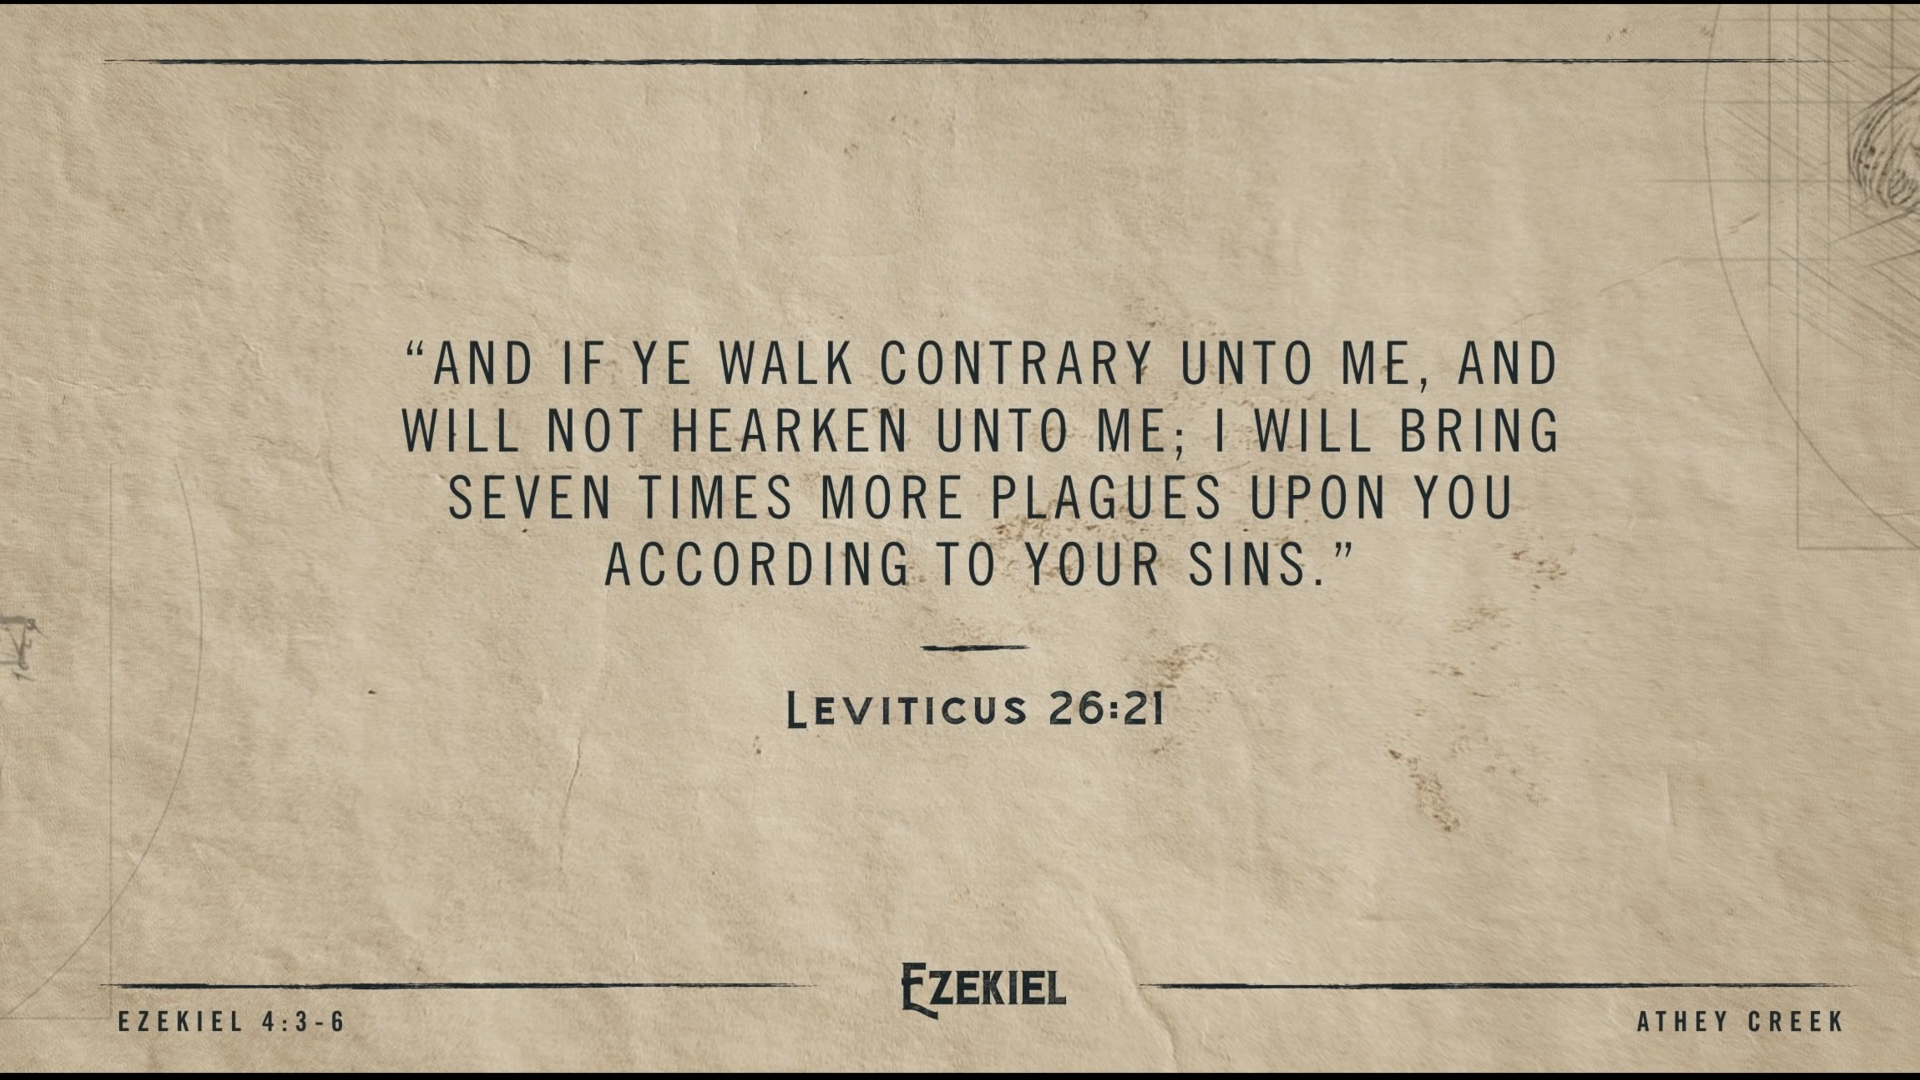 “AND IF YE WALK CONTRARY UNTO ME, AND
WILL NOT HEARKEN UNTO ME; I WILL BRING
SEVEN TIMES MORE PLAGUES UPON YOU
ACCORDING TO YOUR SINS.”
LEVITICUS 26:21
EZEKIEL
EZEKIEL 4:3-6
ATHEY CREEK